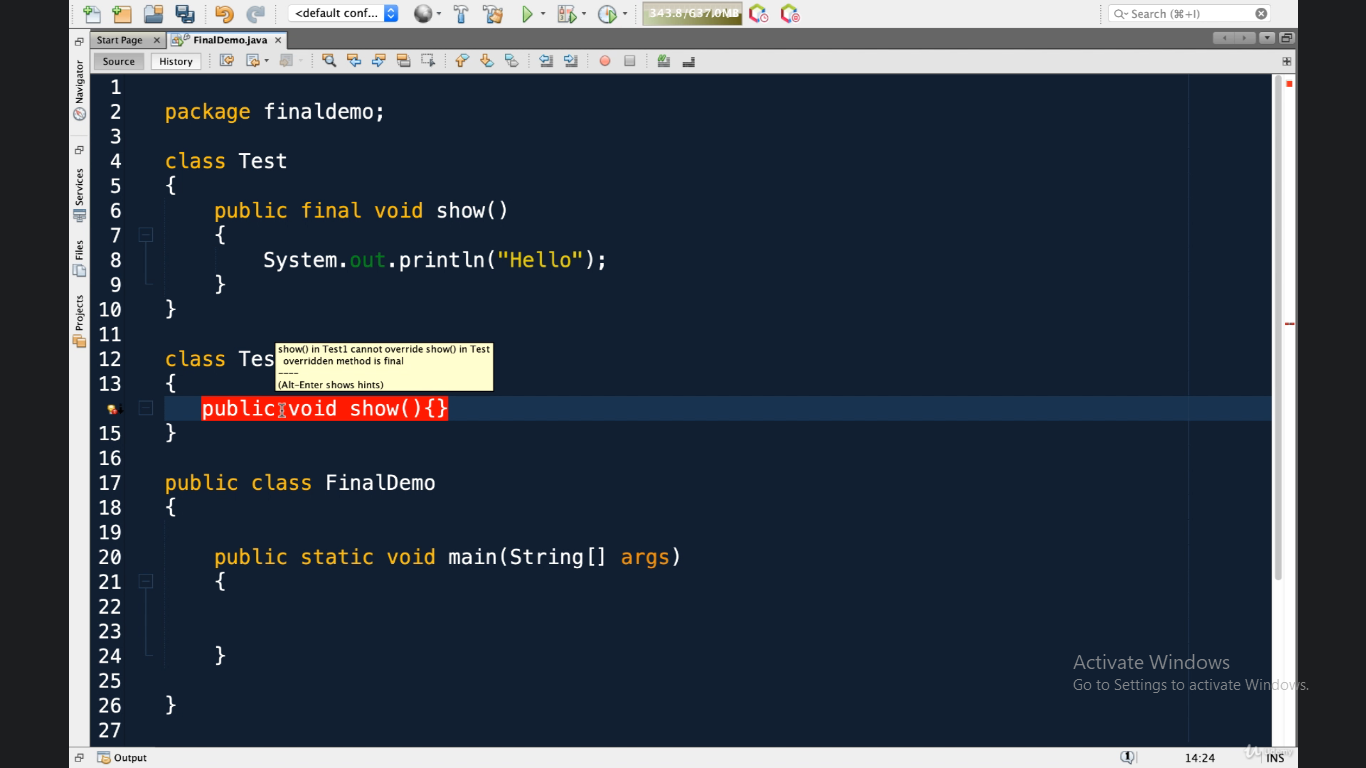 <default conf...
343.8/637.0MB
Search (⌘+I)
Start Page
FinalDemo.java
Source
History
Navigator
Services
Files
Projects
1
2 package finaldemo;
3
4 class Test
5 {
6 public final void show()
7 {
8 System.out.println("Hello");
9 }
10 }
11
12 class Tes
show() in Test1 cannot override show() in Test
overridden method is final
----
(Alt-Enter shows hints)
13 {
public void show(){}
15 }
16
17 public class FinalDemo
18 {
19
20 public static void main(String[] args)
21 {
22
23
24 }
25
26 }
27
Activate Windows
Go to Settings to activate Windows.
Output
1
14:24
INS